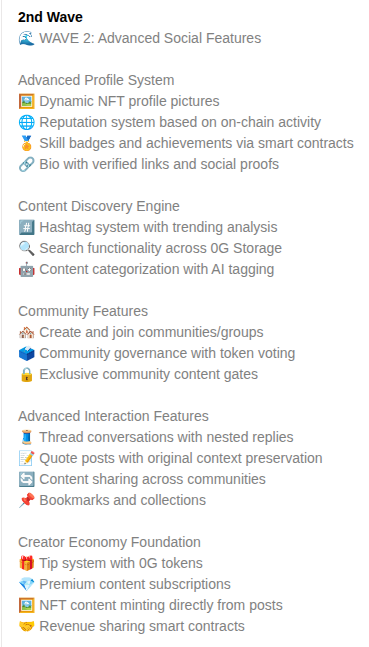 2nd Wave
🌊 WAVE 2: Advanced Social Features
Advanced Profile System
🖼️ Dynamic NFT profile pictures
🌐 Reputation system based on on-chain activity
🏅 Skill badges and achievements via smart contracts
🔗 Bio with verified links and social proofs
Content Discovery Engine
#️⃣ Hashtag system with trending analysis
🔍 Search functionality across 0G Storage
🤖 Content categorization with AI tagging
Community Features
🏘️ Create and join communities/groups
🗳️ Community governance with token voting
🔒 Exclusive community content gates
Advanced Interaction Features
🧵 Thread conversations with nested replies
📝 Quote posts with original context preservation
🔄 Content sharing across communities
📌 Bookmarks and collections
Creator Economy Foundation
🎁 Tip system with 0G tokens
💎 Premium content subscriptions
🖼️ NFT content minting directly from posts
🤝 Revenue sharing smart contracts